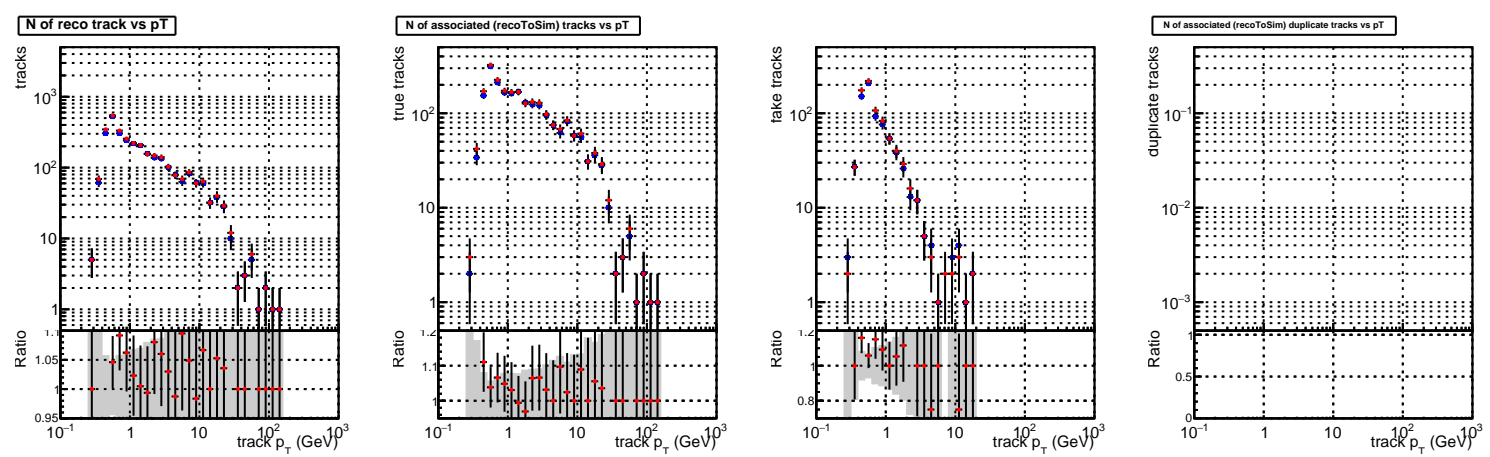 N of reco track vs pT
tracks
10³
10²
10
1
Ratio
1.1
1.05
1
0.95
10⁻¹ 1 10 10² 10³
track p_T (GeV)
N of associated (recoToSim) tracks vs pT
true tracks
10²
10
1
Ratio
1.2
1.1
1
10⁻¹ 1 10 10² 10³
track p_T (GeV)
fake tracks
10²
10
1
Ratio
1.2
1
0.8
10⁻¹ 1 10 10² 10³
track p_T (GeV)
N of associated (recoToSim) duplicate tracks vs pT
duplicate tracks
10⁻¹
10⁻²
10⁻³
Ratio
1
0.5
0
10⁻¹ 1 10 10² 10³
track p_T (GeV)